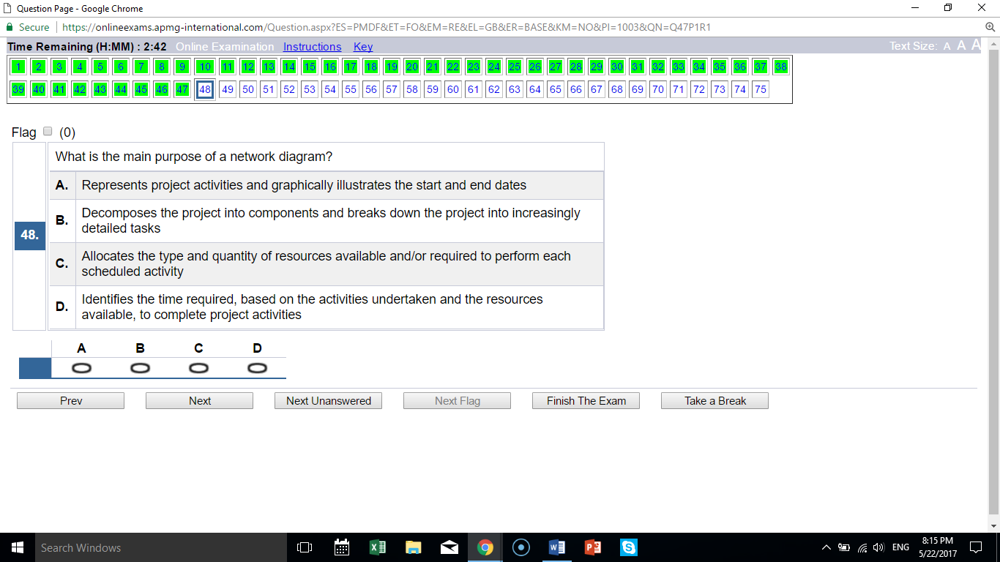 Question Page - Google Chrome
Secure | https://onlineexams.apmg-international.com/Question.aspx?ES=PMDF&ET=FO&EM=RE&EL=GB&ER=BASE&KM=NO&PI=1003&QN=Q47P1R1
Time Remaining (H:MM) : 2:42 Online Examination Instructions Key Text Size: A A A
1 2 3 4 5 6 7 8 9 10 11 12 13 14 15 16 17 18 19 20 21 22 23 24 25 26 27 28 29 30 31 32 33 34 35 36 37 38
39 40 41 42 43 44 45 46 47 48 49 50 51 52 53 54 55 56 57 58 59 60 61 62 63 64 65 66 67 68 69 70 71 72 73 74 75
Flag (0)
What is the main purpose of a network diagram?
A. Represents project activities and graphically illustrates the start and end dates
B. Decomposes the project into components and breaks down the project into increasingly
detailed tasks
48.
C. Allocates the type and quantity of resources available and/or required to perform each
scheduled activity
D. Identifies the time required, based on the activities undertaken and the resources
available, to complete project activities
A B C D
Prev Next Next Unanswered Next Flag Finish The Exam Take a Break
Search Windows
ENG
8:15 PM
5/22/2017